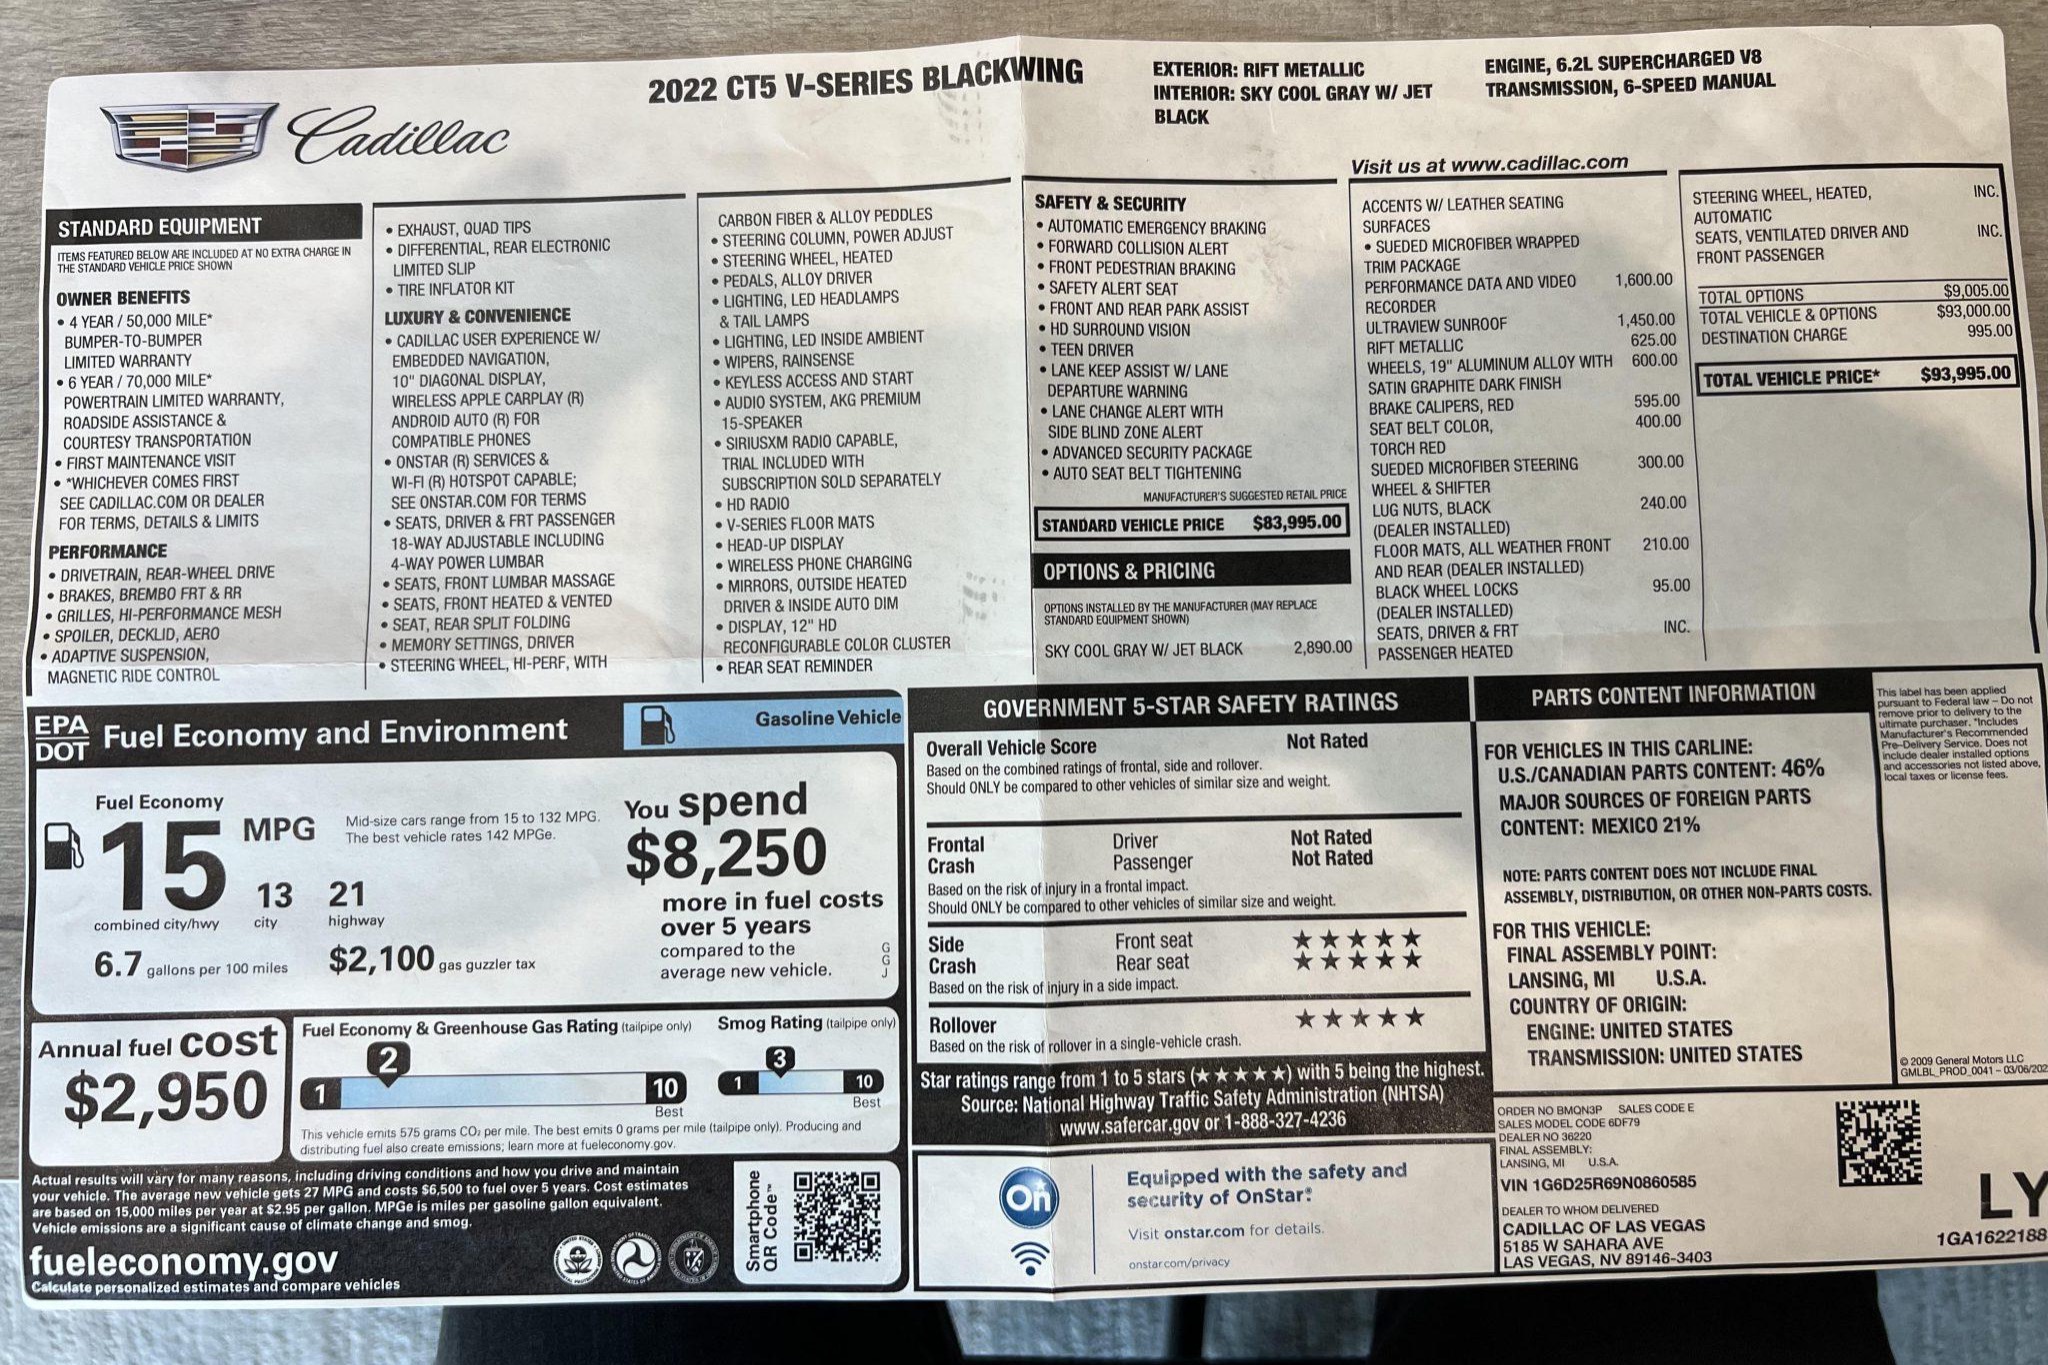 Cadillac
2022 CT5 V-SERIES BLACKWING
EXTERIOR: RIFT METALLIC
INTERIOR: SKY COOL GRAY W/ JET
BLACK
ENGINE, 6.2L SUPERCHARGED V8
TRANSMISSION, 6-SPEED MANUAL
Visit us at www.cadillac.com
STANDARD EQUIPMENT
ITEMS FEATURED BELOW ARE INCLUDED AT NO EXTRA CHARGE IN
THE STANDARD VEHICLE PRICE SHOWN
OWNER BENEFITS
• 4 YEAR / 50,000 MILE*
BUMPER-TO-BUMPER
LIMITED WARRANTY
• 6 YEAR / 70,000 MILE*
POWERTRAIN LIMITED WARRANTY,
ROADSIDE ASSISTANCE &
COURTESY TRANSPORTATION
• FIRST MAINTENANCE VISIT
• *WHICHEVER COMES FIRST
SEE CADILLAC.COM OR DEALER
FOR TERMS, DETAILS & LIMITS
PERFORMANCE
• DRIVETRAIN, REAR-WHEEL DRIVE
• BRAKES, BREMBO FRT & RR
• GRILLES, HI-PERFORMANCE MESH
• SPOILER, DECKLID, AERO
• ADAPTIVE SUSPENSION,
MAGNETIC RIDE CONTROL
• EXHAUST, QUAD TIPS
• DIFFERENTIAL, REAR ELECTRONIC
LIMITED SLIP
• TIRE INFLATOR KIT
LUXURY & CONVENIENCE
• CADILLAC USER EXPERIENCE W/
EMBEDDED NAVIGATION,
10" DIAGONAL DISPLAY,
WIRELESS APPLE CARPLAY (R)
ANDROID AUTO (R) FOR
COMPATIBLE PHONES
• ONSTAR (R) SERVICES &
WI-FI (R) HOTSPOT CAPABLE;
SEE ONSTAR.COM FOR TERMS
• SEATS, DRIVER & FRT PASSENGER
18-WAY ADJUSTABLE INCLUDING
4-WAY POWER LUMBAR
• SEATS, FRONT LUMBAR MASSAGE
• SEATS, FRONT HEATED & VENTED
• SEAT, REAR SPLIT FOLDING
• MEMORY SETTINGS, DRIVER
• STEERING WHEEL, HI-PERF, WITH
CARBON FIBER & ALLOY PEDDLES
• STEERING COLUMN, POWER ADJUST
• STEERING WHEEL, HEATED
• PEDALS, ALLOY DRIVER
• LIGHTING, LED HEADLAMPS
& TAIL LAMPS
• LIGHTING, LED INSIDE AMBIENT
• WIPERS, RAINSENSE
• KEYLESS ACCESS AND START
• AUDIO SYSTEM, AKG PREMIUM
15-SPEAKER
• SIRIUSXM RADIO CAPABLE,
TRIAL INCLUDED WITH
SUBSCRIPTION SOLD SEPARATELY
• HD RADIO
• V-SERIES FLOOR MATS
• HEAD-UP DISPLAY
• WIRELESS PHONE CHARGING
• MIRRORS, OUTSIDE HEATED
DRIVER & INSIDE AUTO DIM
• DISPLAY, 12" HD
RECONFIGURABLE COLOR CLUSTER
• REAR SEAT REMINDER
SAFETY & SECURITY
• AUTOMATIC EMERGENCY BRAKING
• FORWARD COLLISION ALERT
• FRONT PEDESTRIAN BRAKING
• SAFETY ALERT SEAT
• FRONT AND REAR PARK ASSIST
• HD SURROUND VISION
• TEEN DRIVER
• LANE KEEP ASSIST W/ LANE
DEPARTURE WARNING
• LANE CHANGE ALERT WITH
SIDE BLIND ZONE ALERT
• ADVANCED SECURITY PACKAGE
• AUTO SEAT BELT TIGHTENING
MANUFACTURER'S SUGGESTED RETAIL PRICE
STANDARD VEHICLE PRICE $83,995.00
OPTIONS & PRICING
OPTIONS INSTALLED BY THE MANUFACTURER (MAY REPLACE
STANDARD EQUIPMENT SHOWN)
SKY COOL GRAY W/ JET BLACK 2,890.00
ACCENTS W/ LEATHER SEATING
SURFACES
• SUEDED MICROFIBER WRAPPED
TRIM PACKAGE
PERFORMANCE DATA AND VIDEO 1,600.00
RECORDER
ULTRAVIEW SUNROOF 1,450.00
RIFT METALLIC 625.00
WHEELS, 19" ALUMINUM ALLOY WITH 600.00
SATIN GRAPHITE DARK FINISH
BRAKE CALIPERS, RED 595.00
SEAT BELT COLOR, 400.00
TORCH RED
SUEDED MICROFIBER STEERING 300.00
WHEEL & SHIFTER
LUG NUTS, BLACK 240.00
(DEALER INSTALLED)
FLOOR MATS, ALL WEATHER FRONT 210.00
AND REAR (DEALER INSTALLED)
BLACK WHEEL LOCKS 95.00
(DEALER INSTALLED)
SEATS, DRIVER & FRT INC.
PASSENGER HEATED
STEERING WHEEL, HEATED, INC.
AUTOMATIC
SEATS, VENTILATED DRIVER AND INC.
FRONT PASSENGER
TOTAL OPTIONS $9,005.00
TOTAL VEHICLE & OPTIONS $93,000.00
DESTINATION CHARGE 995.00
TOTAL VEHICLE PRICE* $93,995.00
EPA
DOT
Fuel Economy and Environment
Gasoline Vehicle
Fuel Economy
15 MPG
Mid-size cars range from 15 to 132 MPG.
The best vehicle rates 142 MPGe.
13 21
combined city/hwy city highway
6.7 gallons per 100 miles
$2,100 gas guzzler tax
You spend
$8,250
more in fuel costs
over 5 years
compared to the
average new vehicle.
G
G
J
Annual fuel cost
$2,950
Fuel Economy & Greenhouse Gas Rating (tailpipe only)
2
1 10
Best
Smog Rating (tailpipe only)
3
1 10
Best
This vehicle emits 575 grams CO₂ per mile. The best emits 0 grams per mile (tailpipe only). Producing and
distributing fuel also create emissions; learn more at fueleconomy.gov.
Actual results will vary for many reasons, including driving conditions and how you drive and maintain
your vehicle. The average new vehicle gets 27 MPG and costs $6,500 to fuel over 5 years. Cost estimates
are based on 15,000 miles per year at $2.95 per gallon. MPGe is miles per gasoline gallon equivalent.
Vehicle emissions are a significant cause of climate change and smog.
fueleconomy.gov
Calculate personalized estimates and compare vehicles
Smartphone
QR Code™
GOVERNMENT 5-STAR SAFETY RATINGS
Overall Vehicle Score Not Rated
Based on the combined ratings of frontal, side and rollover.
Should ONLY be compared to other vehicles of similar size and weight.
Frontal Driver Not Rated
Crash Passenger Not Rated
Based on the risk of injury in a frontal impact.
Should ONLY be compared to other vehicles of similar size and weight.
Side Front seat ★★★★★
Crash Rear seat ★★★★★
Based on the risk of injury in a side impact.
Rollover ★★★★★
Based on the risk of rollover in a single-vehicle crash.
Star ratings range from 1 to 5 stars (★★★★★) with 5 being the highest.
Source: National Highway Traffic Safety Administration (NHTSA)
www.safercar.gov or 1-888-327-4236
On
Equipped with the safety and
security of OnStar®
Visit onstar.com for details.
onstar.com/privacy
PARTS CONTENT INFORMATION
FOR VEHICLES IN THIS CARLINE:
U.S./CANADIAN PARTS CONTENT: 46%
MAJOR SOURCES OF FOREIGN PARTS
CONTENT: MEXICO 21%
NOTE: PARTS CONTENT DOES NOT INCLUDE FINAL
ASSEMBLY, DISTRIBUTION, OR OTHER NON-PARTS COSTS.
FOR THIS VEHICLE:
FINAL ASSEMBLY POINT:
LANSING, MI U.S.A.
COUNTRY OF ORIGIN:
ENGINE: UNITED STATES
TRANSMISSION: UNITED STATES
This label has been applied
pursuant to Federal law – Do not
remove prior to delivery to the
ultimate purchaser. *Includes
Manufacturer's Recommended
Pre-Delivery Service. Does not
include dealer installed options
and accessories not listed above,
local taxes or license fees.
© 2009 General Motors LLC
GMLBL_PROD_0041 – 03/06/202
ORDER NO BMQN3P SALES CODE E
SALES MODEL CODE 6DF79
DEALER NO 36220
FINAL ASSEMBLY:
LANSING, MI U.S.A.
VIN 1G6D25R69N0860585
DEALER TO WHOM DELIVERED
CADILLAC OF LAS VEGAS
5185 W SAHARA AVE
LAS VEGAS, NV 89146-3403
LY
1GA1622188